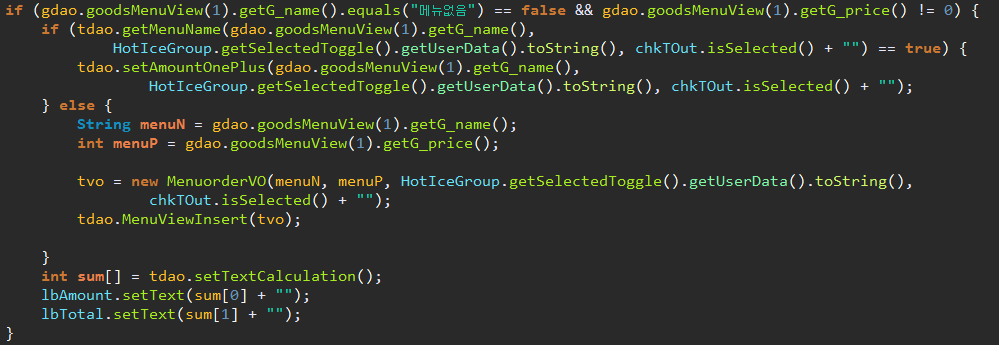 if (gdao.goodsMenuView(1).getG_name().equals("메뉴없음") == false && gdao.goodsMenuView(1).getG_price() != 0) {
if (tdao.getMenuName(gdao.goodsMenuView(1).getG_name(),
HotIceGroup.getSelectedToggle().getUserData().toString(), chkTOut.isSelected() + "") == true) {
tdao.setAmountOnePlus(gdao.goodsMenuView(1).getG_name(),
HotIceGroup.getSelectedToggle().getUserData().toString(), chkTOut.isSelected() + "");
} else {
String menuN = gdao.goodsMenuView(1).getG_name();
int menuP = gdao.goodsMenuView(1).getG_price();
tvo = new MenuorderVO(menuN, menuP, HotIceGroup.getSelectedToggle().getUserData().toString(),
chkTOut.isSelected() + "");
tdao.MenuViewInsert(tvo);
}
int sum[] = tdao.setTextCalculation();
lbAmount.setText(sum[0] + "");
lbTotal.setText(sum[1] + "");
}